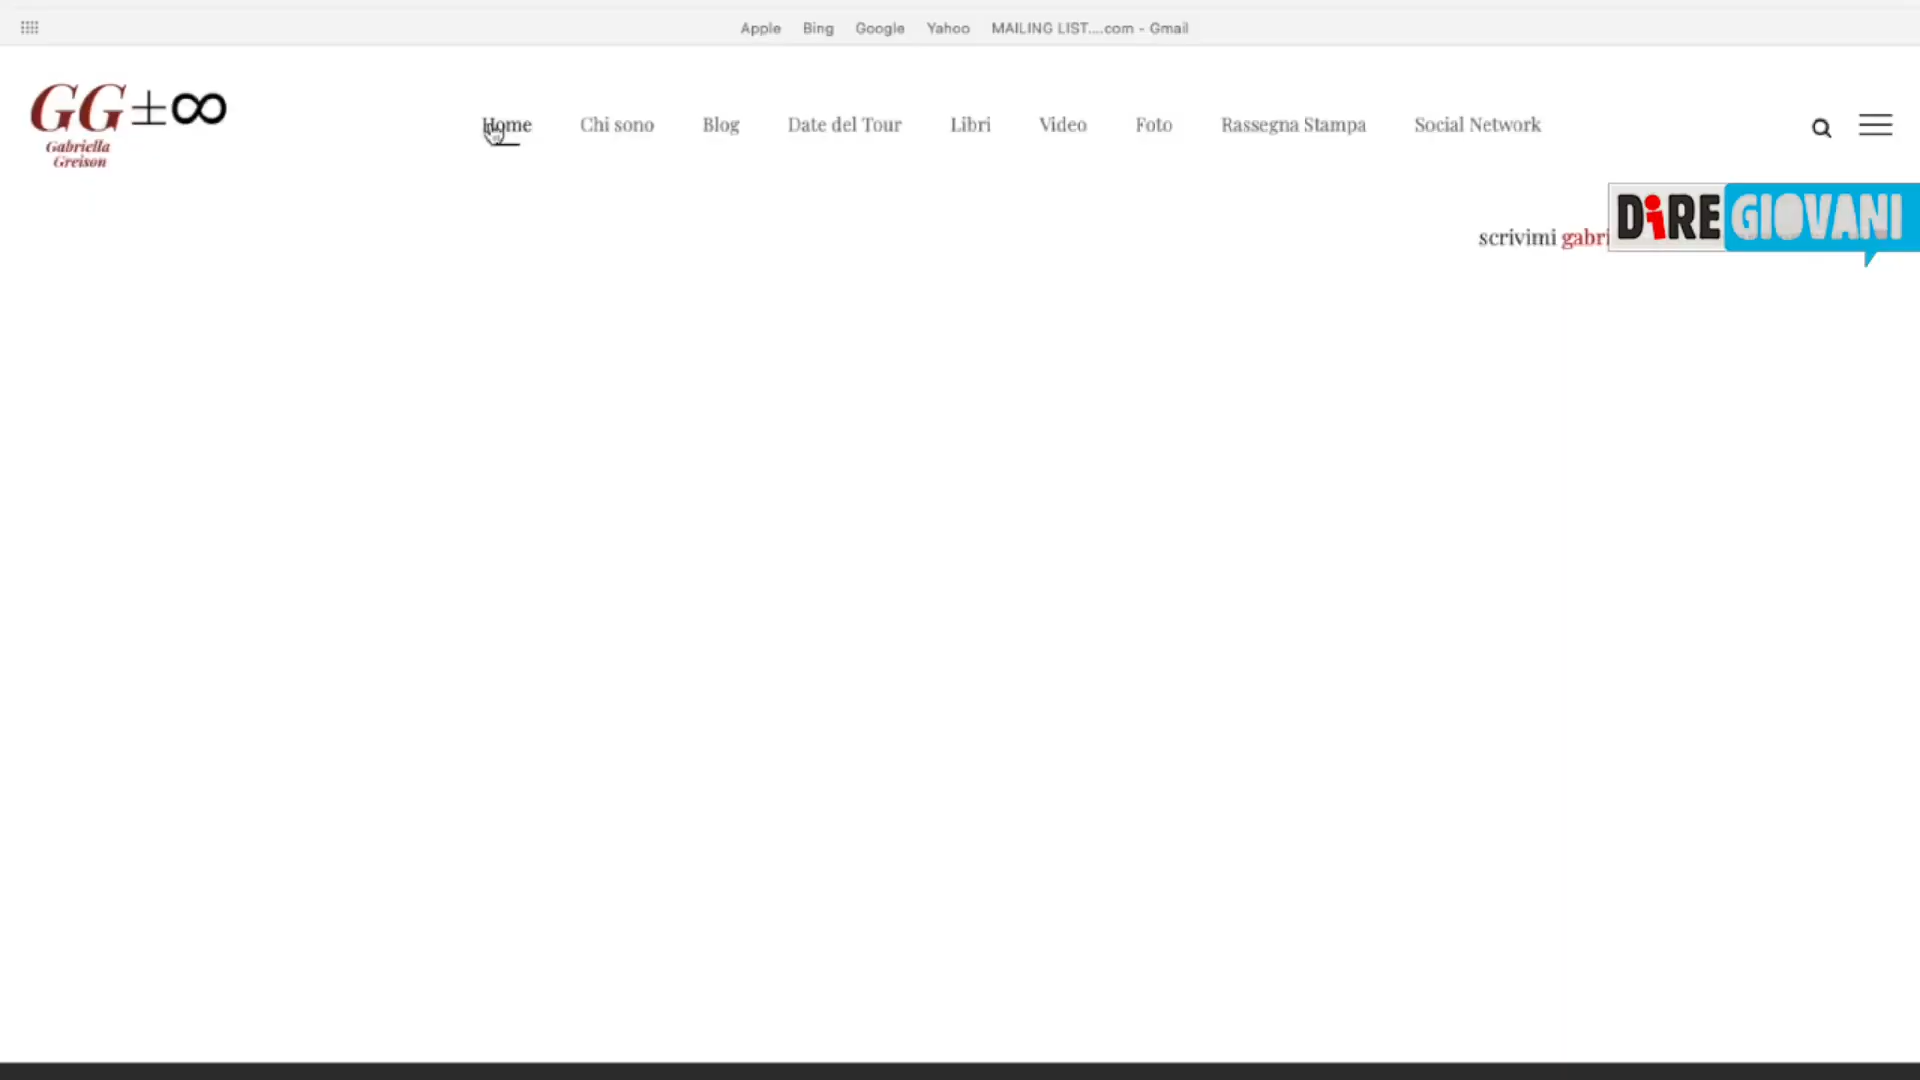 Apple Bing Google Yahoo MAILING LIST....com - Gmail
GG±∞
Gabriella
Greison
Home Chi sono Blog Date del Tour Libri Video Foto Rassegna Stampa Social Network
DiRE GIOVANI
scrivimi gabri